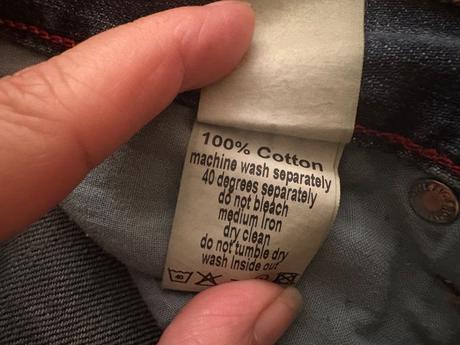 100% Cotton
machine wash separately
40 degrees separately
do not bleach
medium Iron
dry clean
do not tumble dry
wash Inside out
40